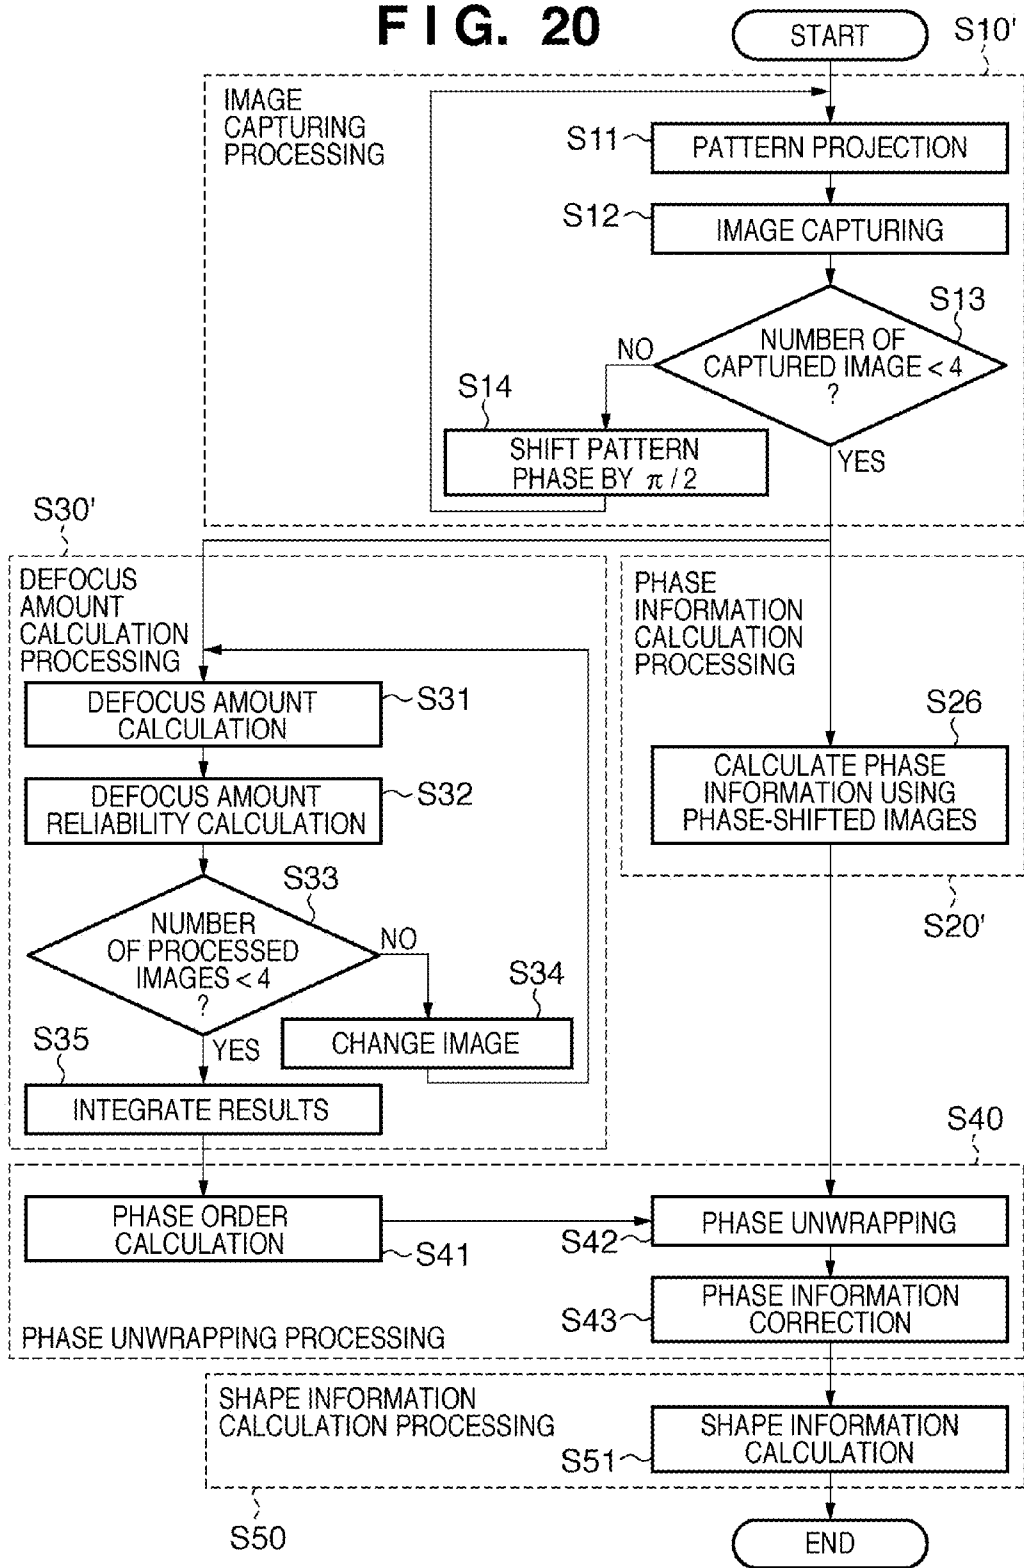 FIG. 20
START
S10'
IMAGE
CAPTURING
PROCESSING
S11
PATTERN PROJECTION
S12
IMAGE CAPTURING
S13
NUMBER OF
CAPTURED IMAGE < 4
?
NO
YES
S14
SHIFT PATTERN
PHASE BY π / 2
S30'
DEFOCUS
AMOUNT
CALCULATION
PROCESSING
PHASE
INFORMATION
CALCULATION
PROCESSING
DEFOCUS AMOUNT
CALCULATION
S31
S26
CALCULATE PHASE
INFORMATION USING
PHASE-SHIFTED IMAGES
DEFOCUS AMOUNT
RELIABILITY CALCULATION
S32
S20'
S33
NUMBER
OF PROCESSED
IMAGES < 4
?
NO
YES
S34
CHANGE IMAGE
S35
INTEGRATE RESULTS
S40
PHASE ORDER
CALCULATION
S41
S42
PHASE UNWRAPPING
S43
PHASE INFORMATION
CORRECTION
PHASE UNWRAPPING PROCESSING
SHAPE INFORMATION
CALCULATION PROCESSING
S51
SHAPE INFORMATION
CALCULATION
S50
END